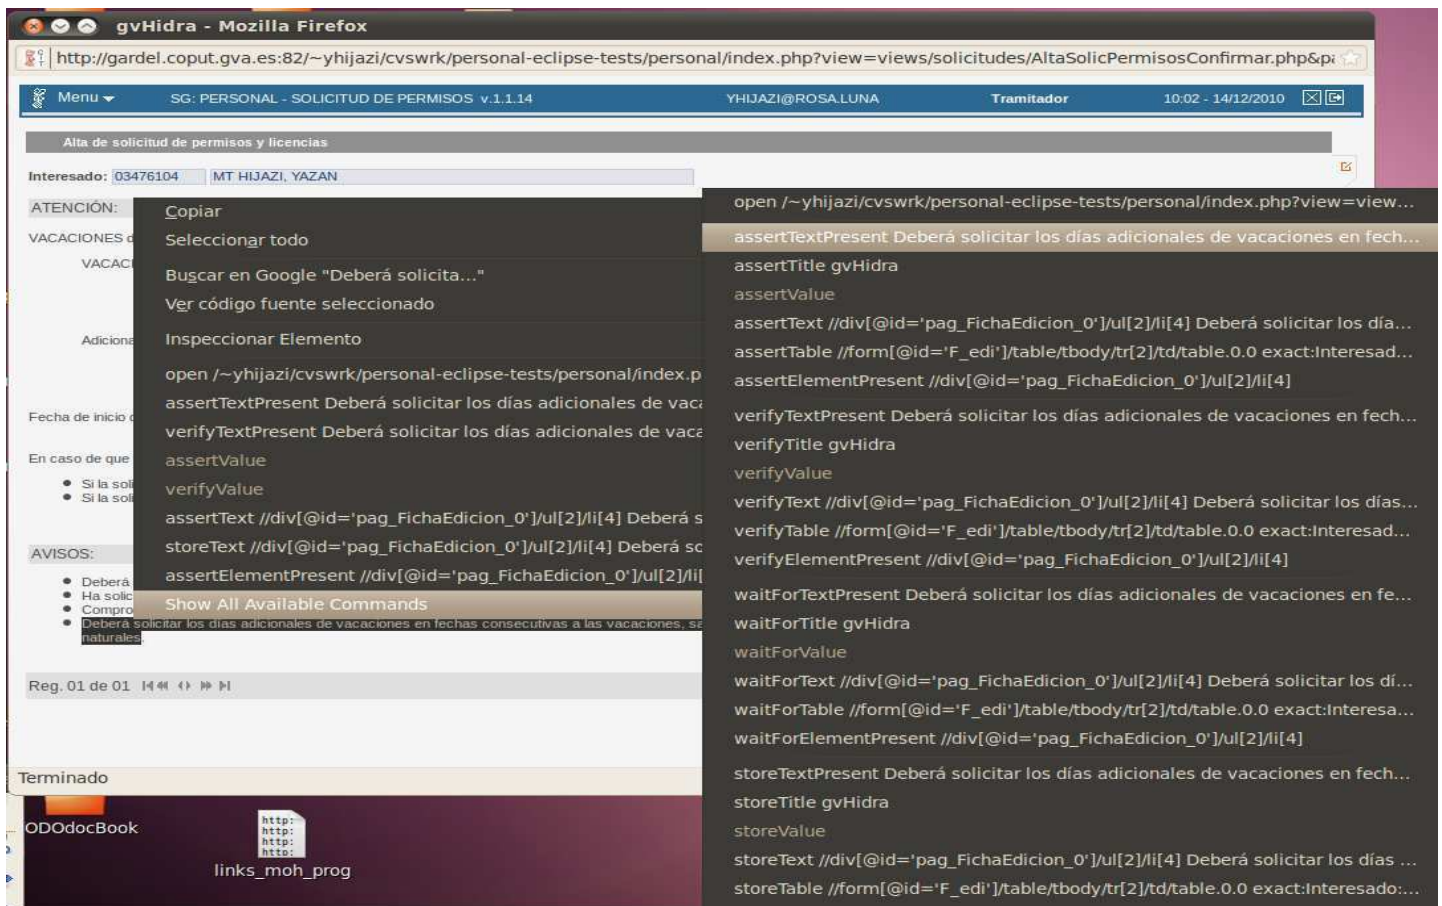 gvHidra - Mozilla Firefox
http://gardel.coput.gva.es:82/~yhijazi/cvswrk/personal-eclipse-tests/personal/index.php?view=views/solicitudes/AltaSolicPermisosConfirmar.php&pa
Menu SG: PERSONAL - SOLICITUD DE PERMISOS v.1.1.14 YHIJAZI@ROSA.LUNA Tramitador 10:02 - 14/12/2010
Alta de solicitud de permisos y licencias
Interesado: 03476104 MT HIJAZI, YAZAN
ATENCIÓN:
VACACIONES d
VACACI
Adiciona
Fecha de inicio
En caso de que
Si la soli
Si la soli
AVISOS:
Deberá
Ha solic
Compro
Deberá solicitar los días adicionales de vacaciones en fechas consecutivas a las vacaciones, sa
naturales.
Reg. 01 de 01
Terminado
Copiar
Seleccionar todo
Buscar en Google "Deberá solicita..."
Ver código fuente seleccionado
Inspeccionar Elemento
open /~yhijazi/cvswrk/personal-eclipse-tests/personal/index.p
assertTextPresent Deberá solicitar los días adicionales de vaca
verifyTextPresent Deberá solicitar los días adicionales de vaca
assertValue
verifyValue
assertText //div[@id='pag_FichaEdicion_0']/ul[2]/li[4] Deberá s
storeText //div[@id='pag_FichaEdicion_0']/ul[2]/li[4] Deberá so
assertElementPresent //div[@id='pag_FichaEdicion_0']/ul[2]/li[
Show All Available Commands
open /~yhijazi/cvswrk/personal-eclipse-tests/personal/index.php?view=view...
assertTextPresent Deberá solicitar los días adicionales de vacaciones en fech...
assertTitle gvHidra
assertValue
assertText //div[@id='pag_FichaEdicion_0']/ul[2]/li[4] Deberá solicitar los día...
assertTable //form[@id='F_edi']/table/tbody/tr[2]/td/table.0.0 exact:Interesad...
assertElementPresent //div[@id='pag_FichaEdicion_0']/ul[2]/li[4]
verifyTextPresent Deberá solicitar los días adicionales de vacaciones en fech...
verifyTitle gvHidra
verifyValue
verifyText //div[@id='pag_FichaEdicion_0']/ul[2]/li[4] Deberá solicitar los días...
verifyTable //form[@id='F_edi']/table/tbody/tr[2]/td/table.0.0 exact:Interesad...
verifyElementPresent //div[@id='pag_FichaEdicion_0']/ul[2]/li[4]
waitForTextPresent Deberá solicitar los días adicionales de vacaciones en fe...
waitForTitle gvHidra
waitForValue
waitForText //div[@id='pag_FichaEdicion_0']/ul[2]/li[4] Deberá solicitar los dí...
waitForTable //form[@id='F_edi']/table/tbody/tr[2]/td/table.0.0 exact:Interesa...
waitForElementPresent //div[@id='pag_FichaEdicion_0']/ul[2]/li[4]
storeTextPresent Deberá solicitar los días adicionales de vacaciones en fech...
storeTitle gvHidra
storeValue
storeText //div[@id='pag_FichaEdicion_0']/ul[2]/li[4] Deberá solicitar los días ...
storeTable //form[@id='F_edi']/table/tbody/tr[2]/td/table.0.0 exact:Interesado:...
ODOdocBook
http:
http:
http:
http:
links_moh_prog